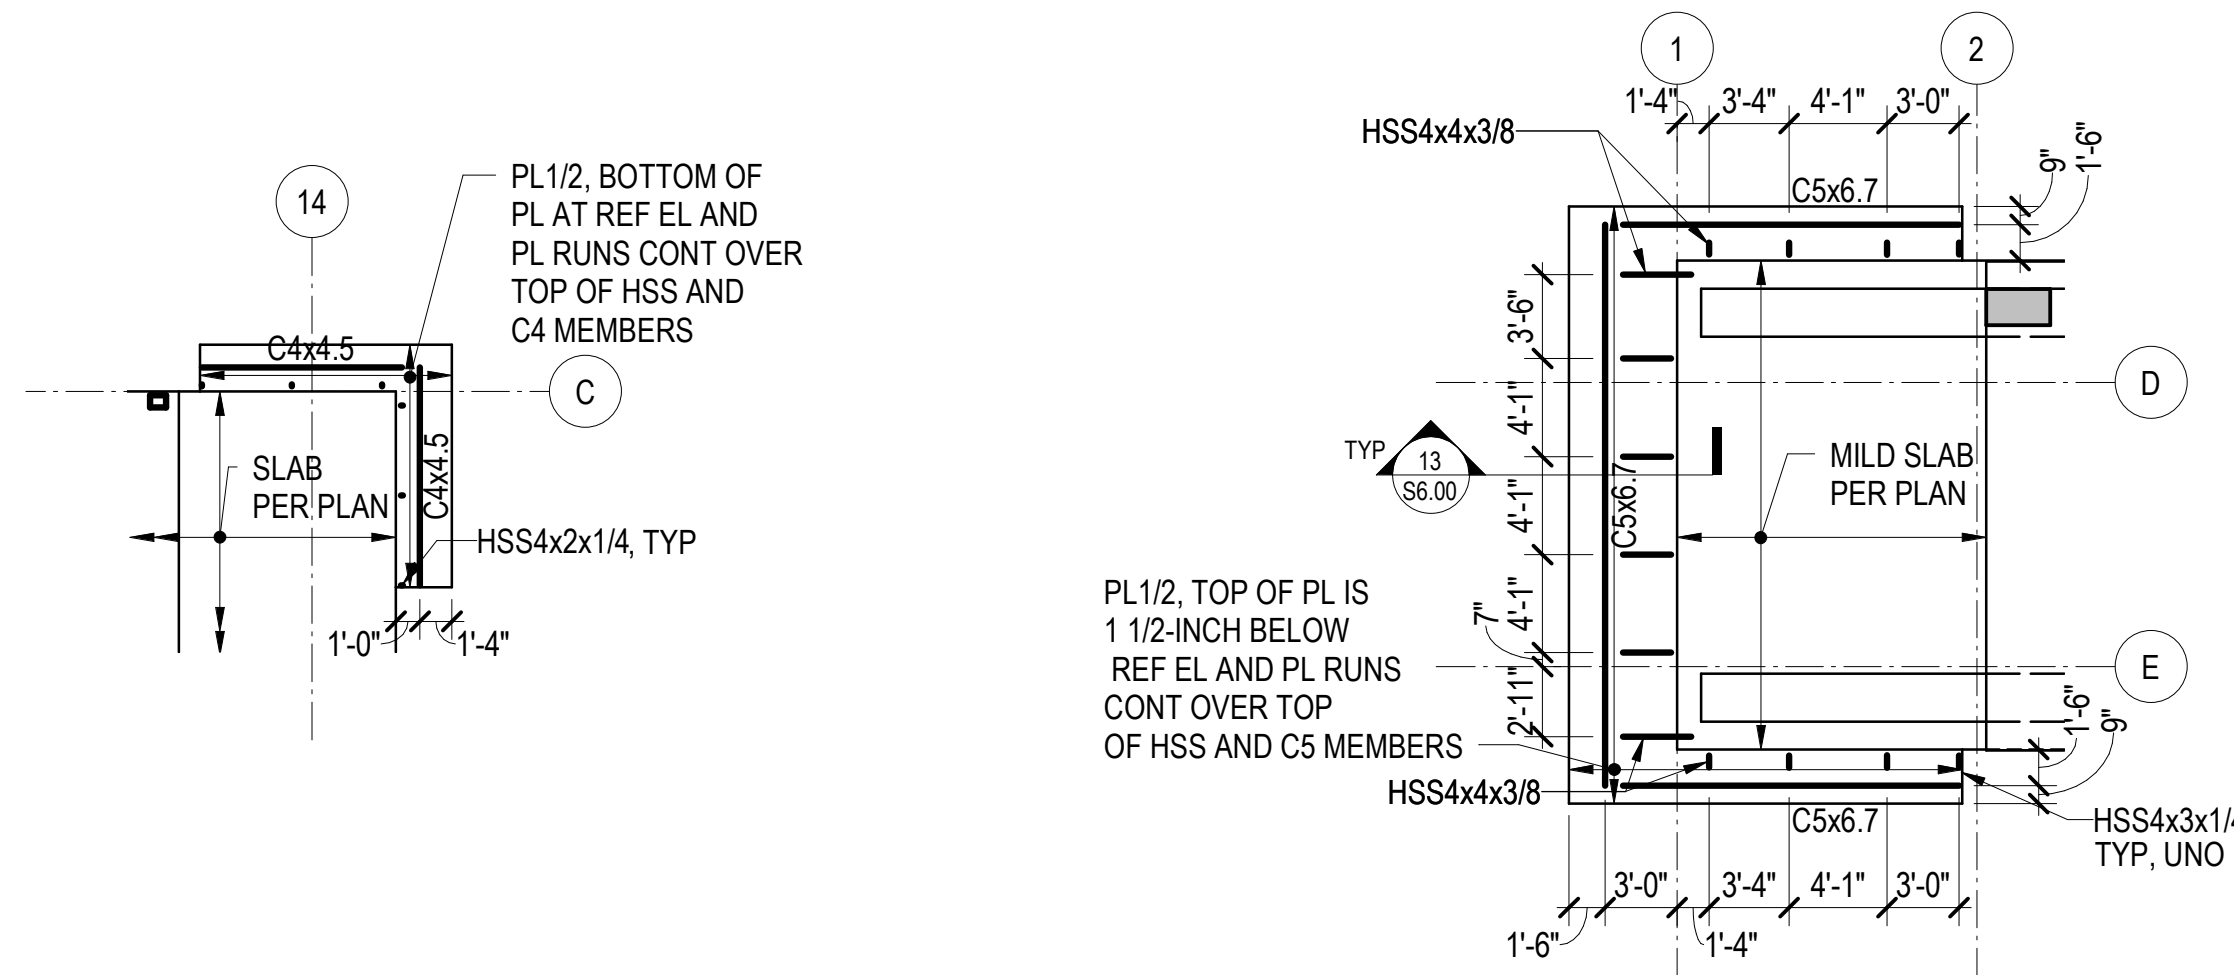 14
PL1/2, BOTTOM OF
PL AT REF EL AND
PL RUNS CONT OVER
TOP OF HSS AND
C4 MEMBERS
C4x4.5
C
C4x4.5
SLAB
PER PLAN
HSS4x2x1/4, TYP
1'-0"
1'-4"
1
2
1'-4"
3'-4"
4'-1"
3'-0"
HSS4x4x3/8
9"
1'-6"
C5x6.7
3'-6"
D
4'-1"
TYP
13
S6.00
C5x6.7
MILD SLAB
PER PLAN
4'-1"
4'-1"
7"
PL1/2, TOP OF PL IS
1 1/2-INCH BELOW
REF EL AND PL RUNS
CONT OVER TOP
OF HSS AND C5 MEMBERS
E
2'-11"
1'-6"
9"
HSS4x4x3/8
C5x6.7
HSS4x3x1/4
TYP, UNO
3'-0"
3'-4"
4'-1"
3'-0"
1'-6"
1'-4"